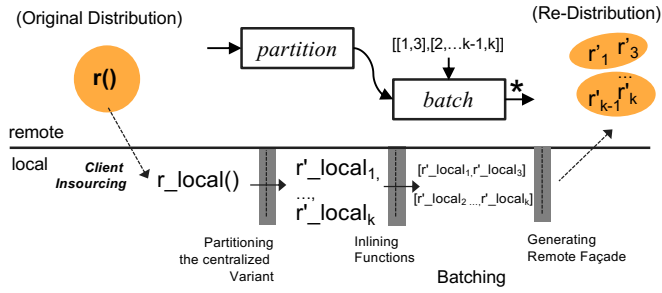 (Original Distribution)
(Re-Distribution)
r()
partition
[[1,3],[2,...k-1,k]]
batch
*
r'1 r'3
...
r'k-1 r'k
remote
local
Client
Insourcing
r_local()
r'_local1,
...,
r'_localk
[r'_local1,r'_local3]
[r'_local2 ...,r'_localk]
Partitioning
the centralized
Variant
Inlining
Functions
Batching
Generating
Remote Façade